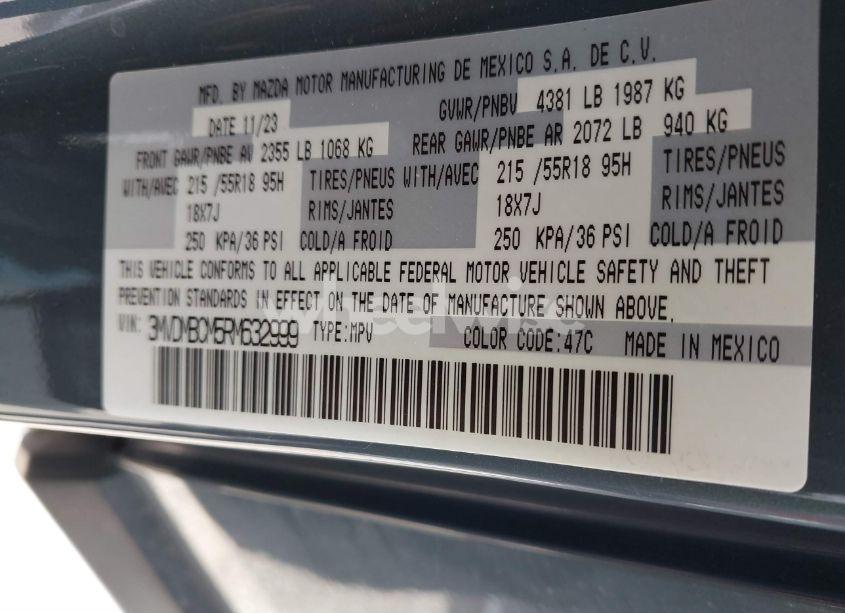 MFD. BY MAZDA MOTOR MANUFACTURING DE MEXICO S.A. DE C.V.
DATE 11/23 GVWR/PNBV 4381 LB 1987 KG
FRONT GAWR/PNBE AV 2355 LB 1068 KG REAR GAWR/PNBE AR 2072 LB 940 KG
WITH/AVEC 215 /55R18 95H TIRES/PNEUS WITH/AVEC 215 /55R18 95H TIRES/PNEUS
18X7J RIMS/JANTES 18X7J RIMS/JANTES
250 KPA/36 PSI COLD/A FROID 250 KPA/36 PSI COLD/A FROID
THIS VEHICLE CONFORMS TO ALL APPLICABLE FEDERAL MOTOR VEHICLE SAFETY AND THEFT
PREVENTION STANDARDS IN EFFECT ON THE DATE OF MANUFACTURE SHOWN ABOVE.
VIN: 3MVDMBCM5RM632999 TYPE:MPV COLOR CODE:47C MADE IN MEXICO
wheelwise